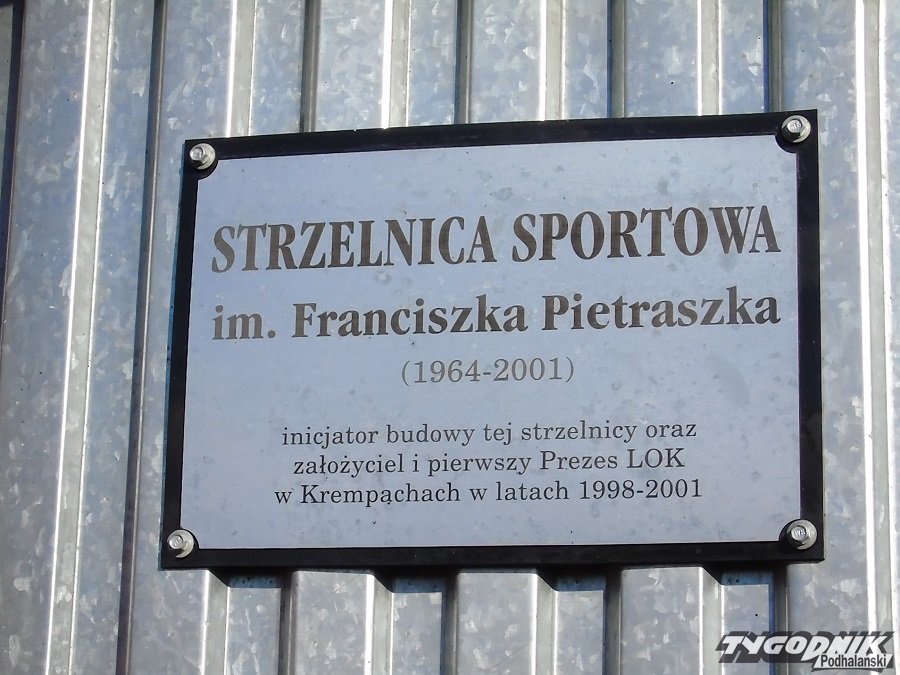 STRZELNICA SPORTOWA
im. Franciszka Pietraszka
(1964-2001)
inicjator budowy tej strzelnicy oraz
założyciel i pierwszy Prezes LOK
w Krempachach w latach 1998-2001
TYGODNIK
Podhalański